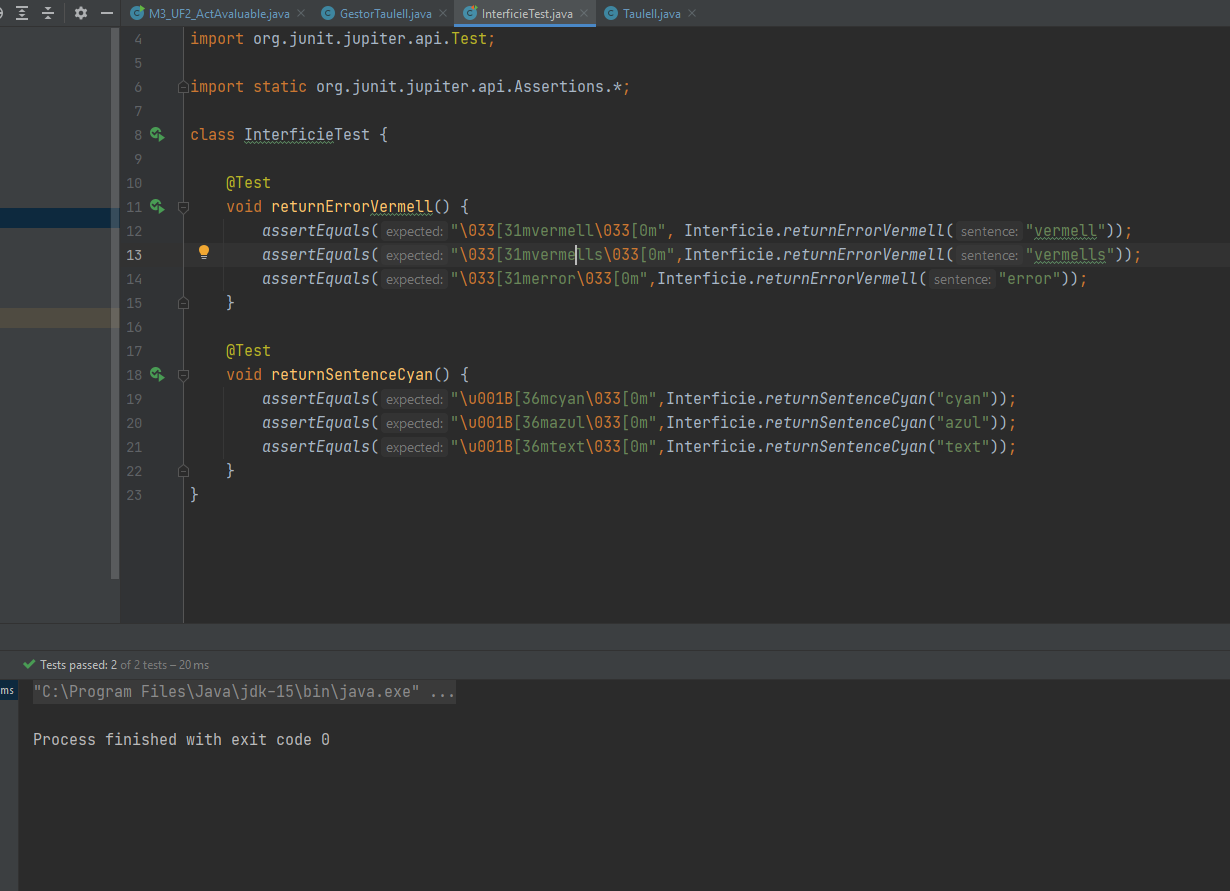 M3_UF2_ActAvaluable.java GestorTaulell.java InterficieTest.java Taulell.java
4 import org.junit.jupiter.api.Test;
5
6 import static org.junit.jupiter.api.Assertions.*;
7
8 class InterficieTest {
9
10 @Test
11 void returnErrorVermell() {
12 assertEquals( expected: "\033[31mvermell\033[0m", Interficie.returnErrorVermell( sentence: "vermell"));
13 assertEquals( expected: "\033[31mvermells\033[0m",Interficie.returnErrorVermell( sentence: "vermells"));
14 assertEquals( expected: "\033[31merror\033[0m",Interficie.returnErrorVermell( sentence: "error"));
15 }
16
17 @Test
18 void returnSentenceCyan() {
19 assertEquals( expected: "\u001B[36mcyan\033[0m",Interficie.returnSentenceCyan("cyan"));
20 assertEquals( expected: "\u001B[36mazul\033[0m",Interficie.returnSentenceCyan("azul"));
21 assertEquals( expected: "\u001B[36mtext\033[0m",Interficie.returnSentenceCyan("text"));
22 }
23 }
Tests passed: 2 of 2 tests – 20 ms
ms "C:\Program Files\Java\jdk-15\bin\java.exe" ...
Process finished with exit code 0